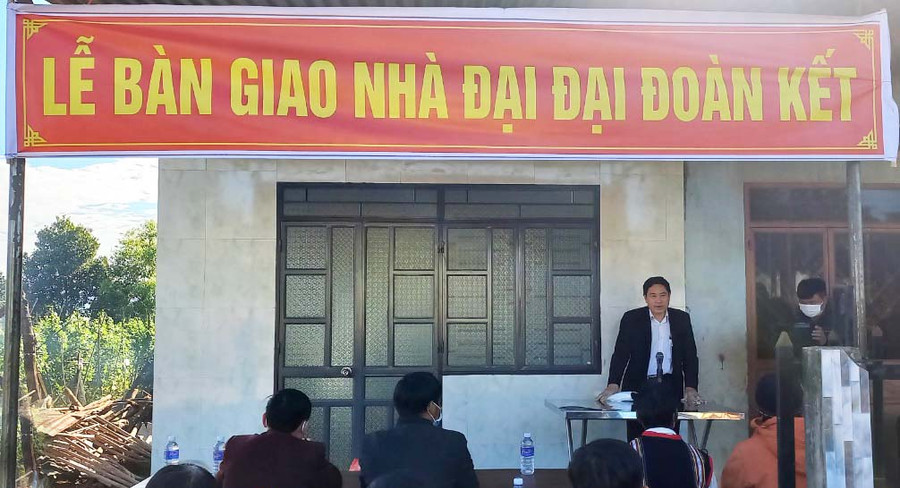 LỄ BÀN GIAO NHÀ ĐẠI ĐẠI ĐOÀN KẾT